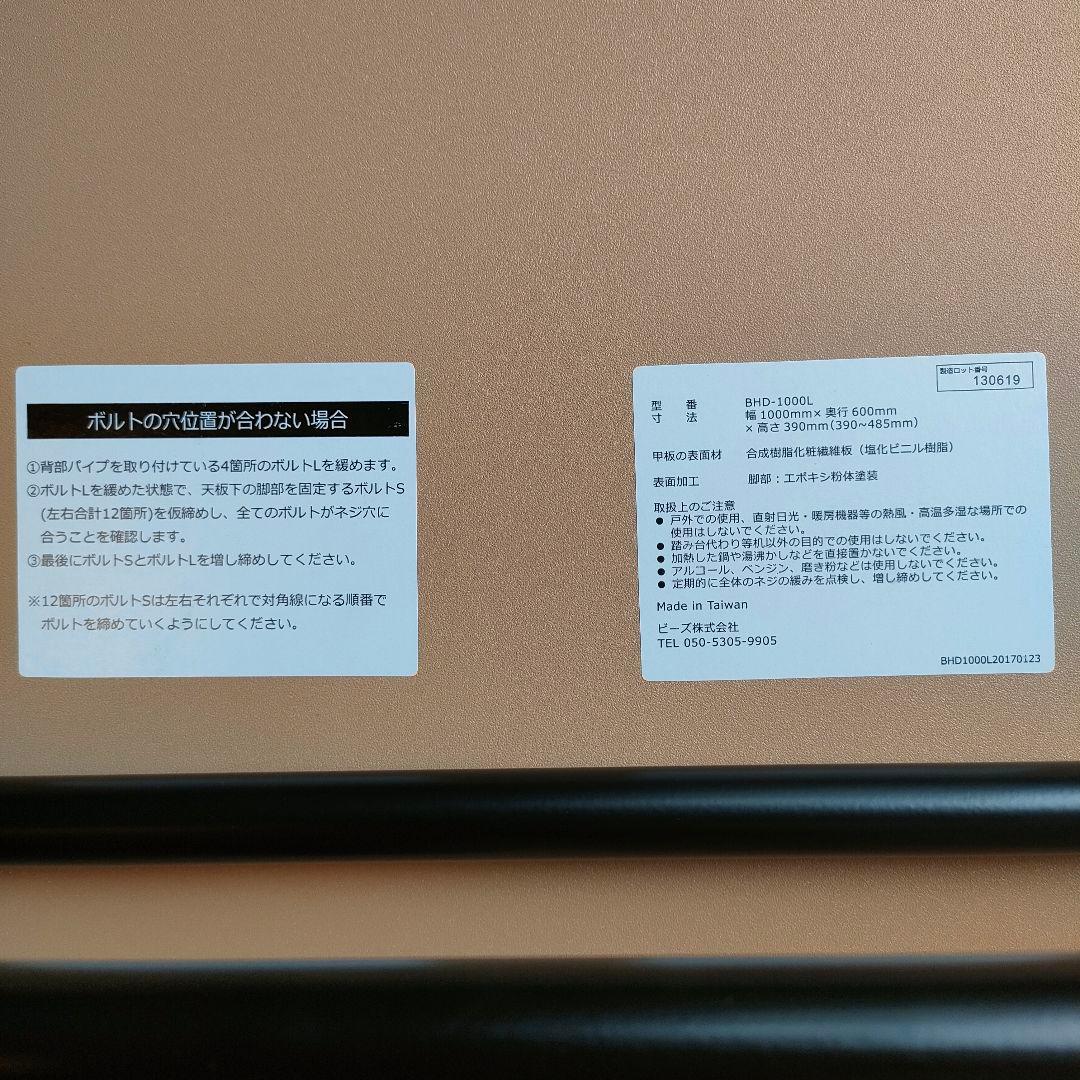 ボルトの穴位置が合わない場合
①背部パイプを取り付けている4箇所のボルトLを緩めます。
②ボルトLを緩めた状態で、天板下の脚部を固定するボルトS
(左右合計12箇所)を仮締めし、全てのボルトがネジ穴に
合うことを確認します。
③最後にボルトSとボルトLを増し締めしてください。
※12箇所のボルトSは左右それぞれで対角線になる順番で
ボルトを締めていくようにしてください。
製造ロット番号
130619
型 番 BHD-1000L
寸 法 幅 1000mm× 奥行 600mm
× 高さ 390mm(390~485mm)
甲板の表面材 合成樹脂化粧繊維板（塩化ビニル樹脂）
表面加工 脚部：エポキシ粉体塗装
取扱上のご注意
● 戸外での使用、直射日光・暖房機器等の熱風・高温多湿な場所での
使用はしないでください。
● 踏み台代わり等机以外の目的での使用はしないでください。
● 加熱した鍋や湯沸かしなどを直接置かないでください。
● アルコール、ベンジン、磨き粉などは使用しないでください。
● 定期的に全体のネジの緩みを点検し、増し締めしてください。
Made in Taiwan
ビーズ株式会社
TEL 050-5305-9905
BHD1000L20170123